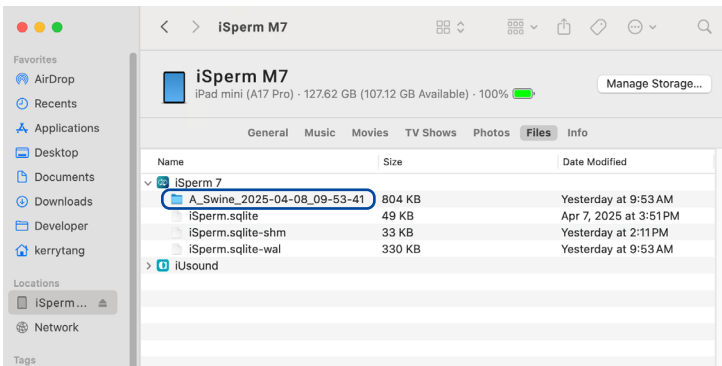 iSperm M7
Favorites
AirDrop
Recents
Applications
Desktop
Documents
Downloads
Developer
kerrytang
Locations
iSperm ...
Network
Tags
iSperm M7
iPad mini (A17 Pro) · 127.62 GB (107.12 GB Available) · 100%
Manage Storage...
General Music Movies TV Shows Photos Files Info
Name Size Date Modified
iSperm 7
A_Swine_2025-04-08_09-53-41 804 KB Yesterday at 9:53 AM
iSperm.sqlite 49 KB Apr 7, 2025 at 3:51 PM
iSperm.sqlite-shm 33 KB Yesterday at 2:11 PM
iSperm.sqlite-wal 330 KB Yesterday at 9:53 AM
iUsound